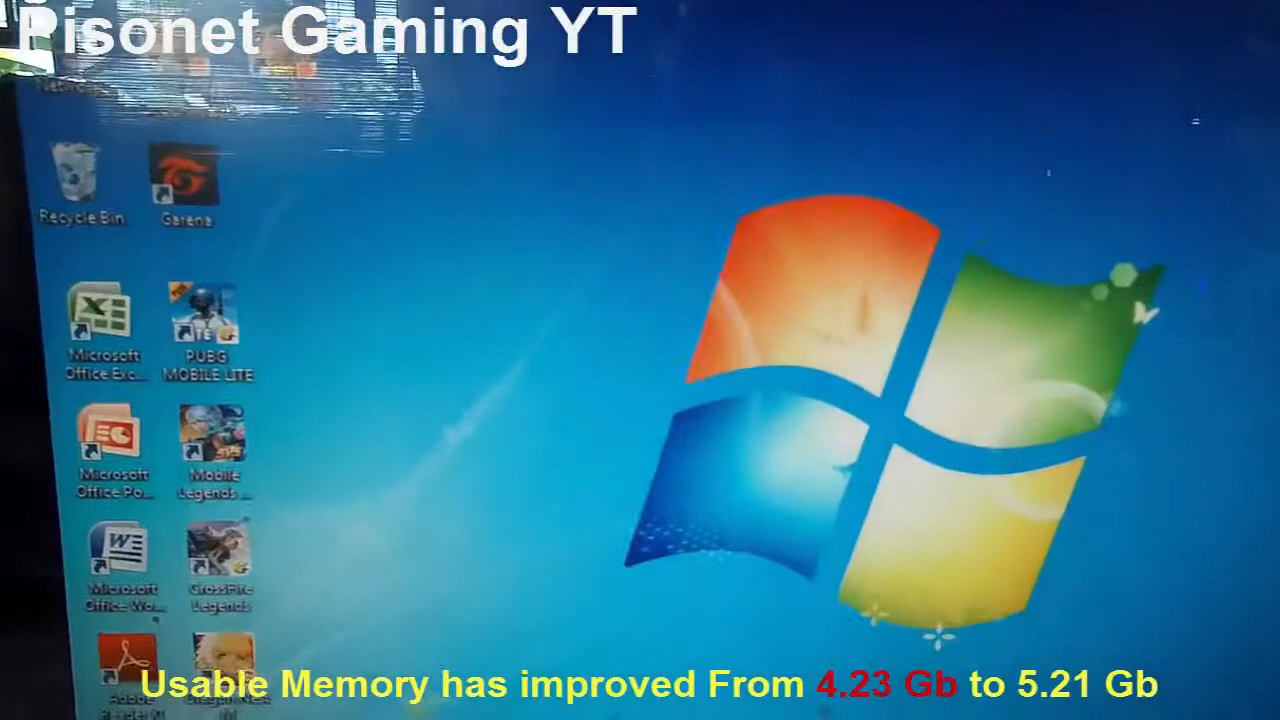 Pisonet Gaming YT
Recycle Bin
Garena
Microsoft
Office Exc...
PUBG
MOBILE LITE
Microsoft
Office Po...
Mobile
Legends ...
Microsoft
Office Wo...
CrossFire
Legends
Adobe
Usable Memory has improved From 4.23 Gb to 5.21 Gb